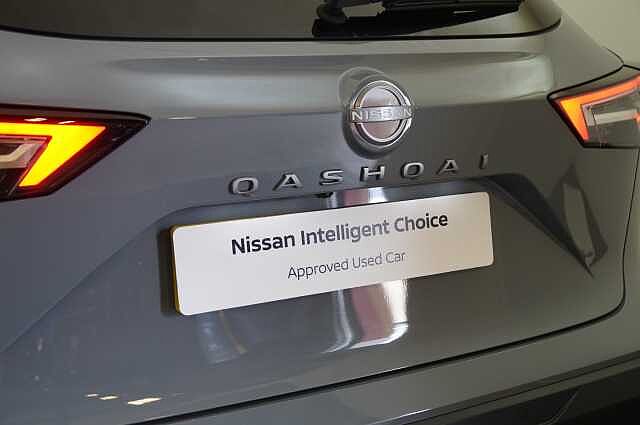 NISSAN
QASHQAI
Nissan Intelligent Choice
Approved Used Car